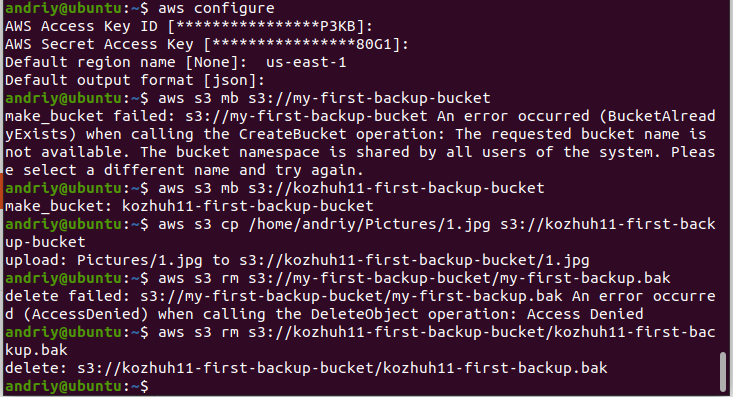 andriy@ubuntu:~$ aws configure
AWS Access Key ID [****************P3KB]:
AWS Secret Access Key [****************80G1]:
Default region name [None]:  us-east-1
Default output format [json]:
andriy@ubuntu:~$ aws s3 mb s3://my-first-backup-bucket
make_bucket failed: s3://my-first-backup-bucket An error occurred (BucketAlread
yExists) when calling the CreateBucket operation: The requested bucket name is
not available. The bucket namespace is shared by all users of the system. Pleas
e select a different name and try again.
andriy@ubuntu:~$ aws s3 mb s3://kozhuh11-first-backup-bucket
make_bucket: kozhuh11-first-backup-bucket
andriy@ubuntu:~$ aws s3 cp /home/andriy/Pictures/1.jpg s3://kozhuh11-first-back
up-bucket
upload: Pictures/1.jpg to s3://kozhuh11-first-backup-bucket/1.jpg
andriy@ubuntu:~$ aws s3 rm s3://my-first-backup-bucket/my-first-backup.bak
delete failed: s3://my-first-backup-bucket/my-first-backup.bak An error occurre
d (AccessDenied) when calling the DeleteObject operation: Access Denied
andriy@ubuntu:~$ aws s3 rm s3://kozhuh11-first-backup-bucket/kozhuh11-first-bac
kup.bak
delete: s3://kozhuh11-first-backup-bucket/kozhuh11-first-backup.bak
andriy@ubuntu:~$